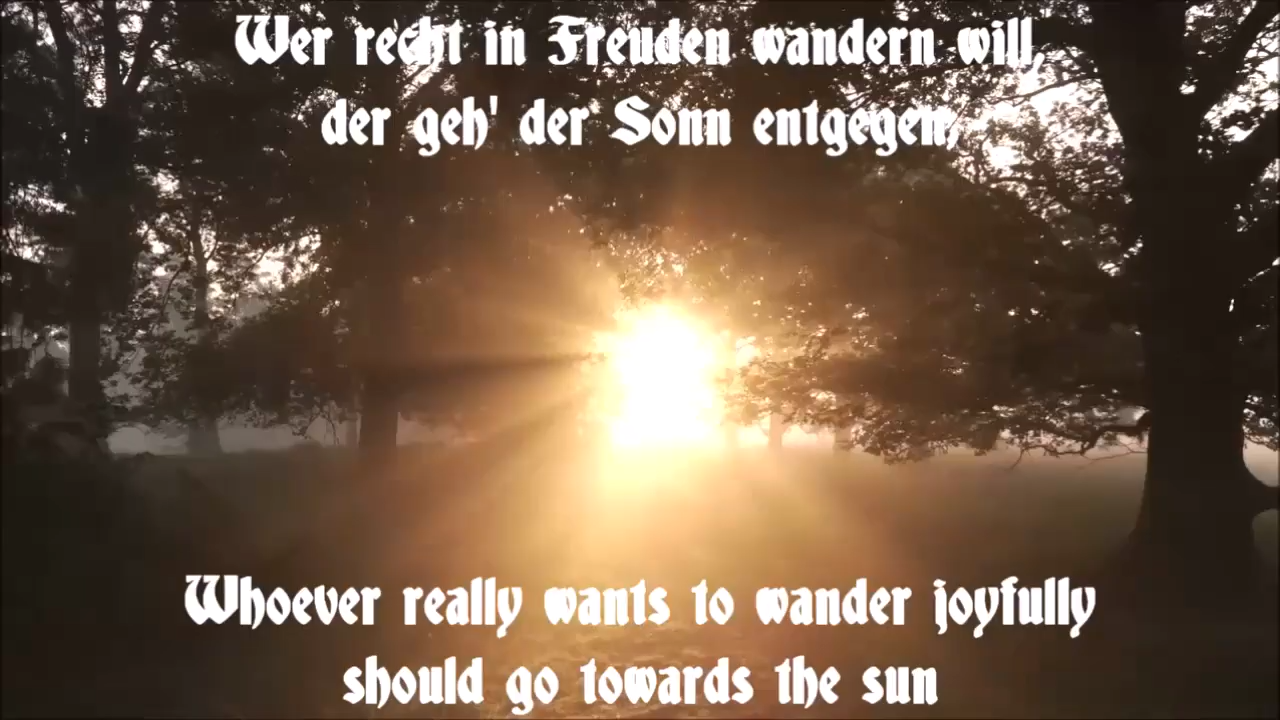 Wer recht in Freuden wandern will,
der geh' der Sonn entgegen,
Whoever really wants to wander joyfully
should go towards the sun